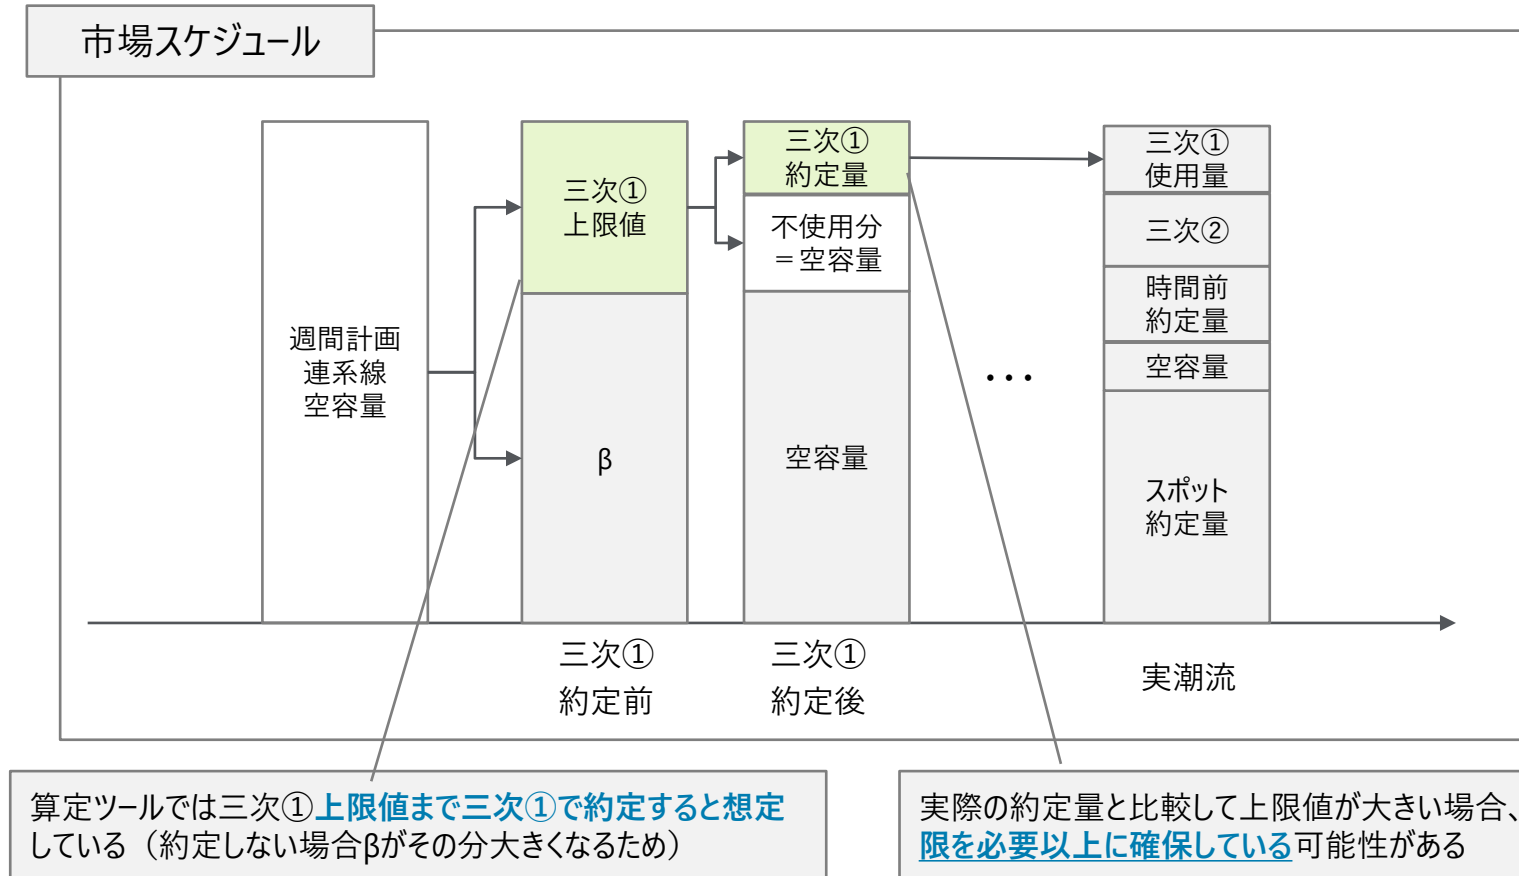 市場スケジュール
週間計画
連系線
空容量
三次①
上限値
β
三次①
約定量
不使用分
＝空容量
空容量
･･･
三次①
使用量
三次②
時間前
約定量
空容量
スポット
約定量
三次①
約定前
三次①
約定後
実潮流
算定ツールでは三次①上限値まで三次①で約定すると想定
している（約定しない場合βがその分大きくなるため）
実際の約定量と比較して上限値が大きい場合、
限を必要以上に確保している可能性がある